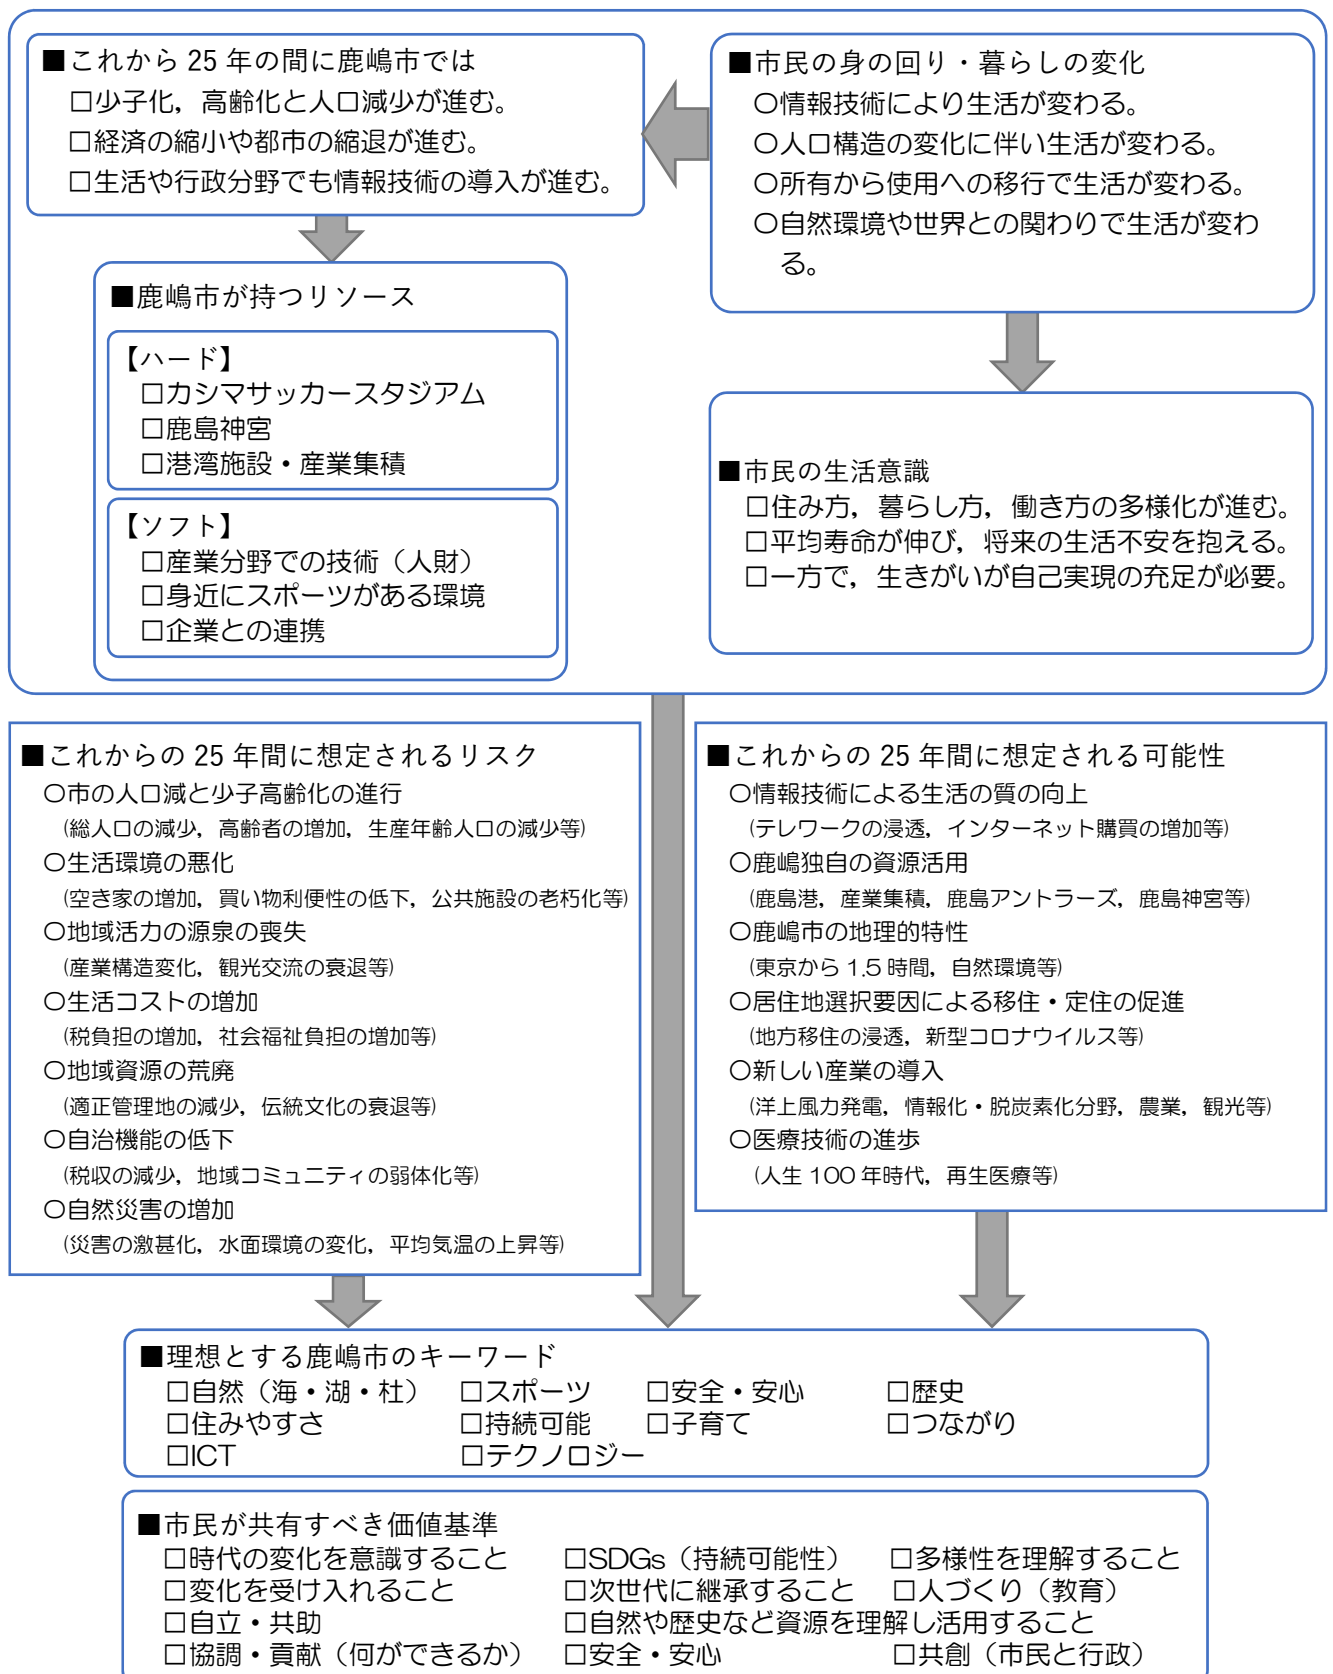 ■これから 25 年の間に鹿嶋市では
□少子化，高齢化と人口減少が進む。
□経済の縮小や都市の縮退が進む。
□生活や行政分野でも情報技術の導入が進む。
■市民の身の回り・暮らしの変化
〇情報技術により生活が変わる。
〇人口構造の変化に伴い生活が変わる。
〇所有から使用への移行で生活が変わる。
〇自然環境や世界との関わりで生活が変わ
る。
■鹿嶋市が持つリソース
【ハード】
□カシマサッカースタジアム
□鹿島神宮
□港湾施設・産業集積
【ソフト】
□産業分野での技術（人財）
□身近にスポーツがある環境
□企業との連携
■市民の生活意識
□住み方，暮らし方，働き方の多様化が進む。
□平均寿命が伸び，将来の生活不安を抱える。
□一方で，生きがいが自己実現の充足が必要。
■これからの 25 年間に想定されるリスク
〇市の人口減と少子高齢化の進行
(総人口の減少，高齢者の増加，生産年齢人口の減少等)
〇生活環境の悪化
(空き家の増加，買い物利便性の低下，公共施設の老朽化等)
〇地域活力の源泉の喪失
(産業構造変化，観光交流の衰退等)
〇生活コストの増加
(税負担の増加，社会福祉負担の増加等)
〇地域資源の荒廃
(適正管理地の減少，伝統文化の衰退等)
〇自治機能の低下
(税収の減少，地域コミュニティの弱体化等)
〇自然災害の増加
(災害の激甚化，水面環境の変化，平均気温の上昇等)
■これからの 25 年間に想定される可能性
〇情報技術による生活の質の向上
(テレワークの浸透，インターネット購買の増加等)
〇鹿嶋独自の資源活用
(鹿島港，産業集積，鹿島アントラーズ，鹿島神宮等)
〇鹿嶋市の地理的特性
(東京から 1.5 時間，自然環境等)
〇居住地選択要因による移住・定住の促進
(地方移住の浸透，新型コロナウイルス等)
〇新しい産業の導入
(洋上風力発電，情報化・脱炭素化分野，農業，観光等)
〇医療技術の進歩
(人生 100 年時代，再生医療等)
■理想とする鹿嶋市のキーワード
□自然（海・湖・杜） □スポーツ □安全・安心 □歴史
□住みやすさ □持続可能 □子育て □つながり
□ICT □テクノロジー
■市民が共有すべき価値基準
□時代の変化を意識すること □SDGs（持続可能性） □多様性を理解すること
□変化を受け入れること □次世代に継承すること □人づくり（教育）
□自立・共助 □自然や歴史など資源を理解し活用すること
□協調・貢献（何ができるか） □安全・安心 □共創（市民と行政）